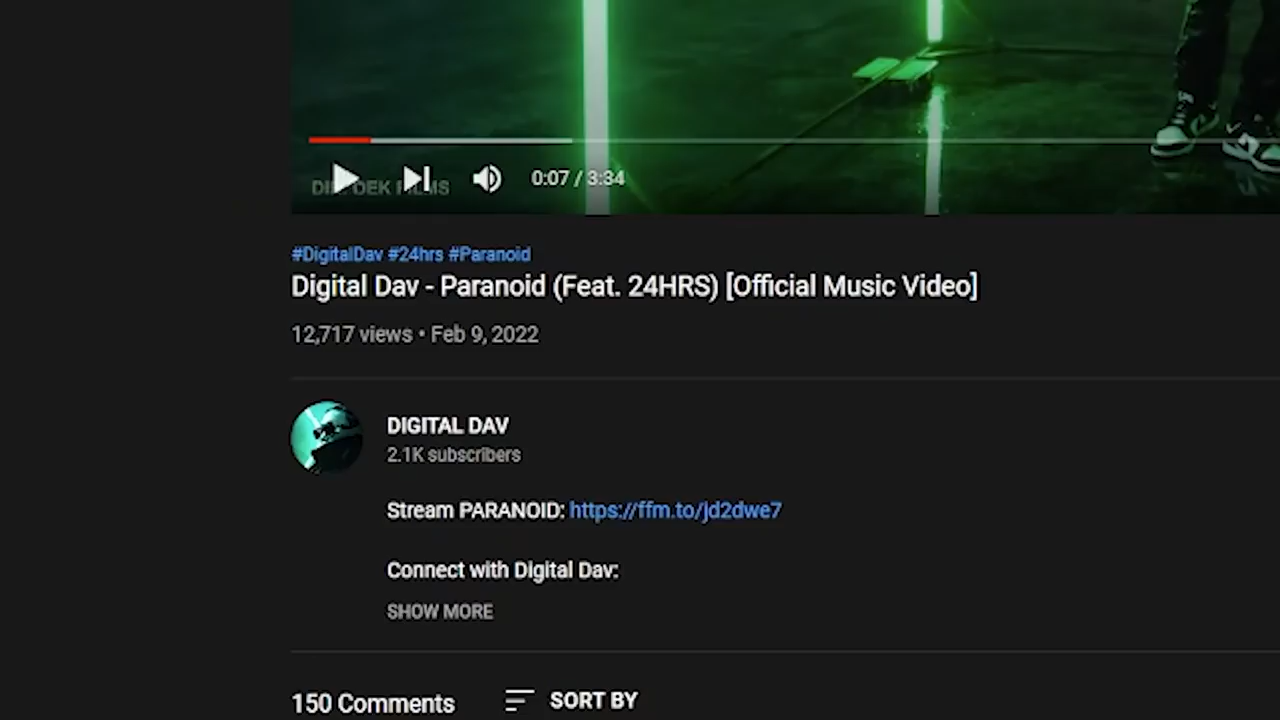 0:07 / 3:34
#DigitalDav #24hrs #Paranoid
Digital Dav - Paranoid (Feat. 24HRS) [Official Music Video]
12,717 views • Feb 9, 2022
DIGITAL DAV
2.1K subscribers
Stream PARANOID: https://ffm.to/jd2dwe7
Connect with Digital Dav:
SHOW MORE
150 Comments SORT BY